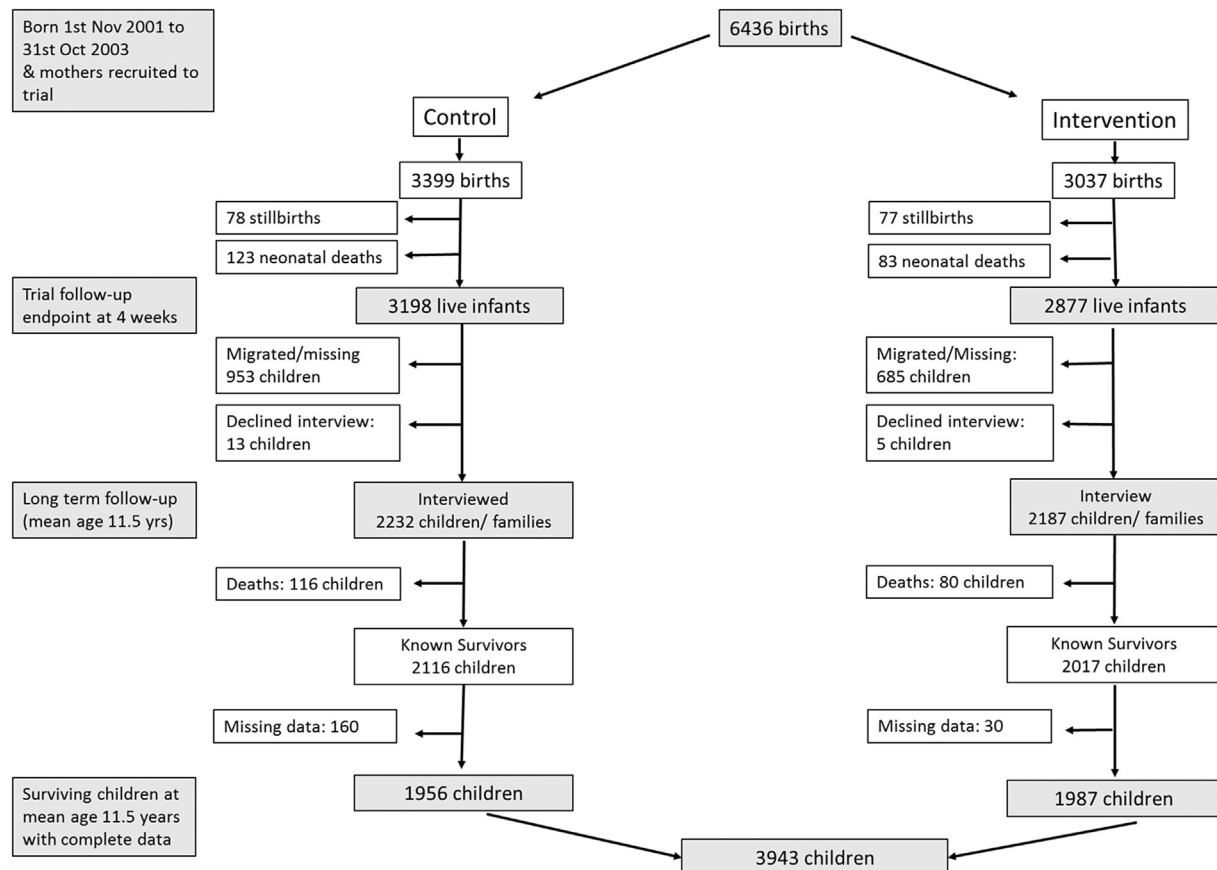 Born 1st Nov 2001 to
31st Oct 2003
& mothers recruited to
trial
6436 births
Control
Intervention
3399 births
3037 births
78 stillbirths
77 stillbirths
123 neonatal deaths
83 neonatal deaths
Trial follow-up
endpoint at 4 weeks
3198 live infants
2877 live infants
Migrated/missing
953 children
Migrated/Missing:
685 children
Declined interview:
13 children
Declined interview:
5 children
Long term follow-up
(mean age 11.5 yrs)
Interviewed
2232 children/ families
Interview
2187 children/ families
Deaths: 116 children
Deaths: 80 children
Known Survivors
2116 children
Known Survivors
2017 children
Missing data: 160
Missing data: 30
Surviving children at
mean age 11.5 years
with complete data
1956 children
1987 children
3943 children